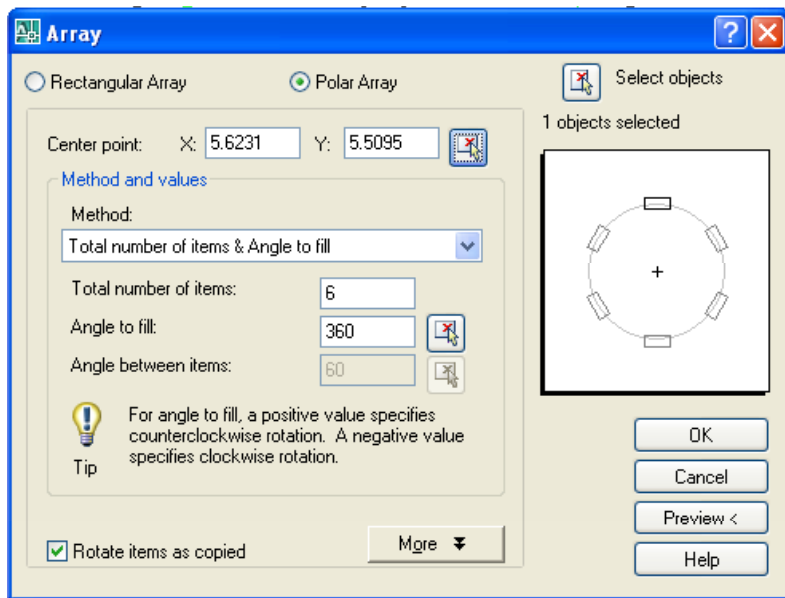 Array
Rectangular Array
Polar Array
Select objects
1 objects selected
Center point: X: 5.6231 Y: 5.5095
Method and values
Method:
Total number of items & Angle to fill
Total number of items: 6
Angle to fill: 360
Angle between items: 60
Tip
For angle to fill, a positive value specifies
counterclockwise rotation. A negative value
specifies clockwise rotation.
Rotate items as copied
More
OK
Cancel
Preview <
Help